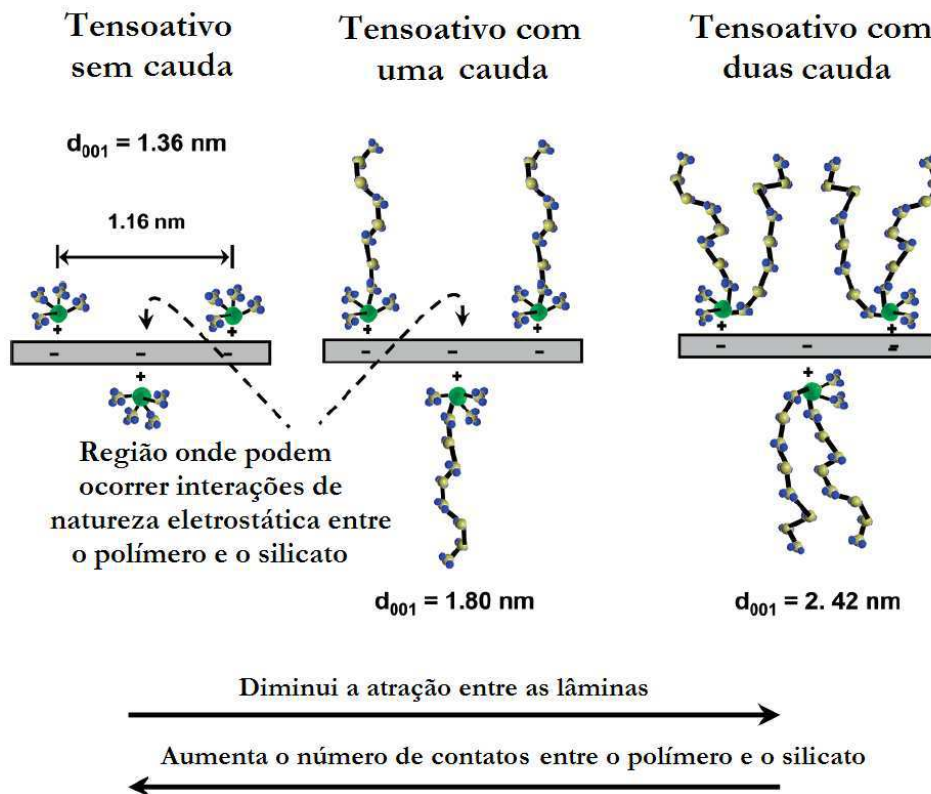 Tensoativo
sem cauda
Tensoativo com
uma cauda
Tensoativo com
duas cauda
d001 = 1.36 nm
1.16 nm
+
+
- - -
+
+
+
- - -
+
+
+
- - =
+
Região onde podem
ocorrer interações de
natureza eletrostática entre
o polímero e o silicato
d001 = 1.80 nm
d001 = 2. 42 nm
Diminui a atração entre as lâminas
Aumenta o número de contatos entre o polímero e o silicato